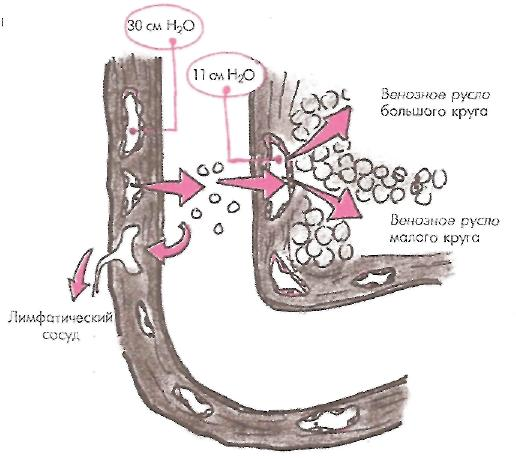 30 см H₂O
11 см H₂O
Венозное русло
большого круга
Венозное русло
малого круга
Лимфатический
сосуд